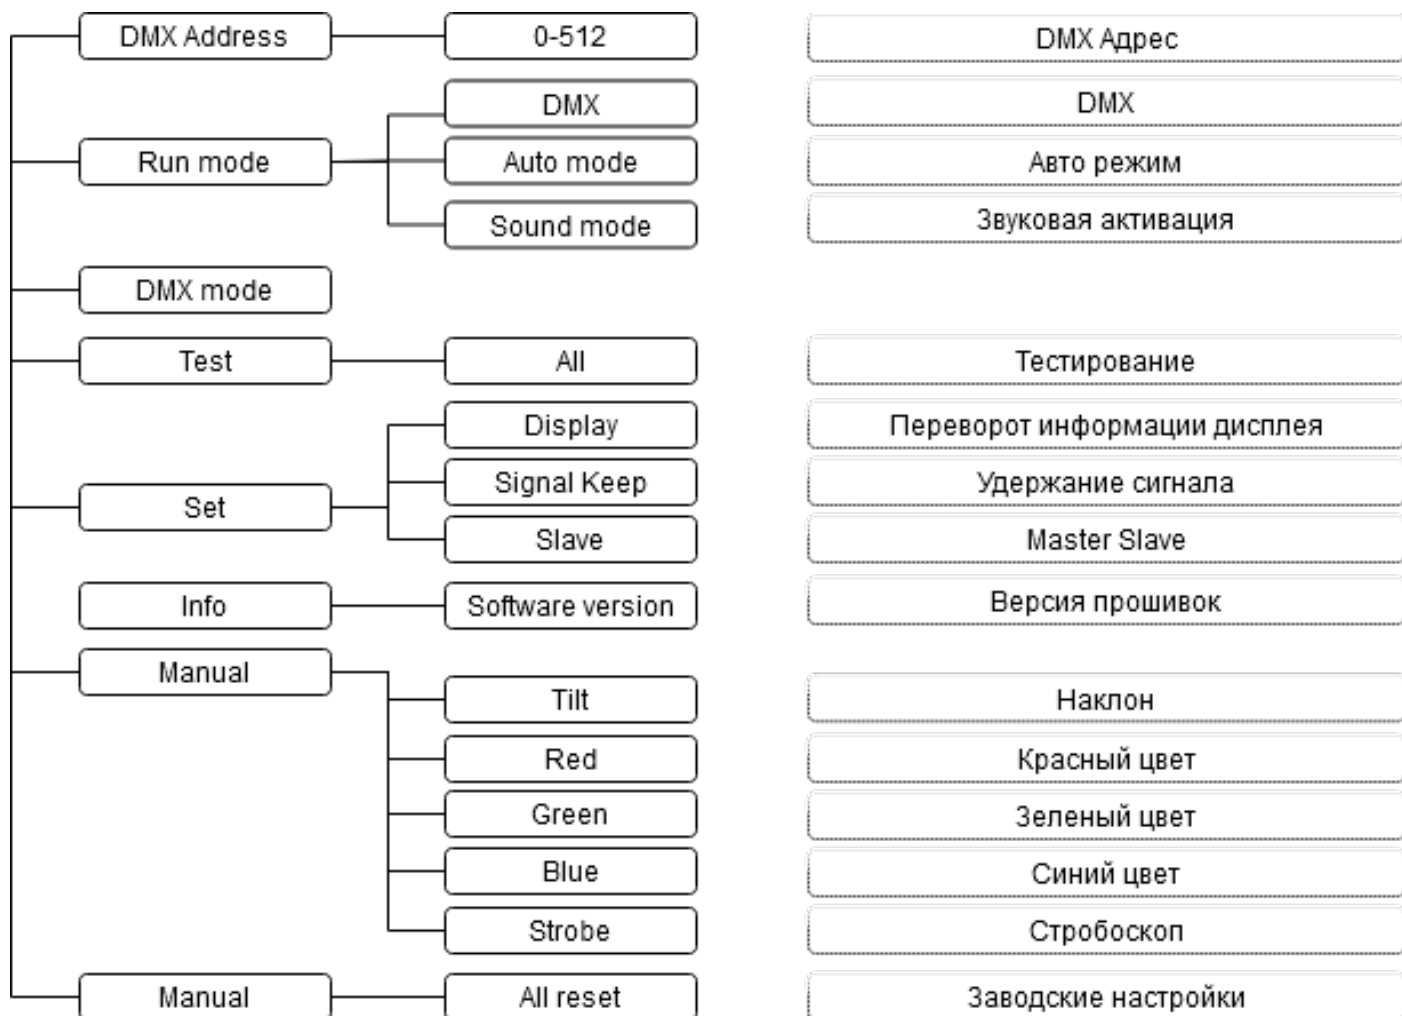 DMX Address 0-512 DMX Адрес
DMX DMX
Run mode Auto mode Авто режим
Sound mode Звуковая активация
DMX mode
Test All Тестирование
Display Переворот информации дисплея
Signal Keep Удержание сигнала
Set
Slave Master Slave
Info Software version Версия прошивок
Manual
Tilt Наклон
Red Красный цвет
Green Зеленый цвет
Blue Синий цвет
Strobe Стробоскоп
Manual All reset Заводские настройки